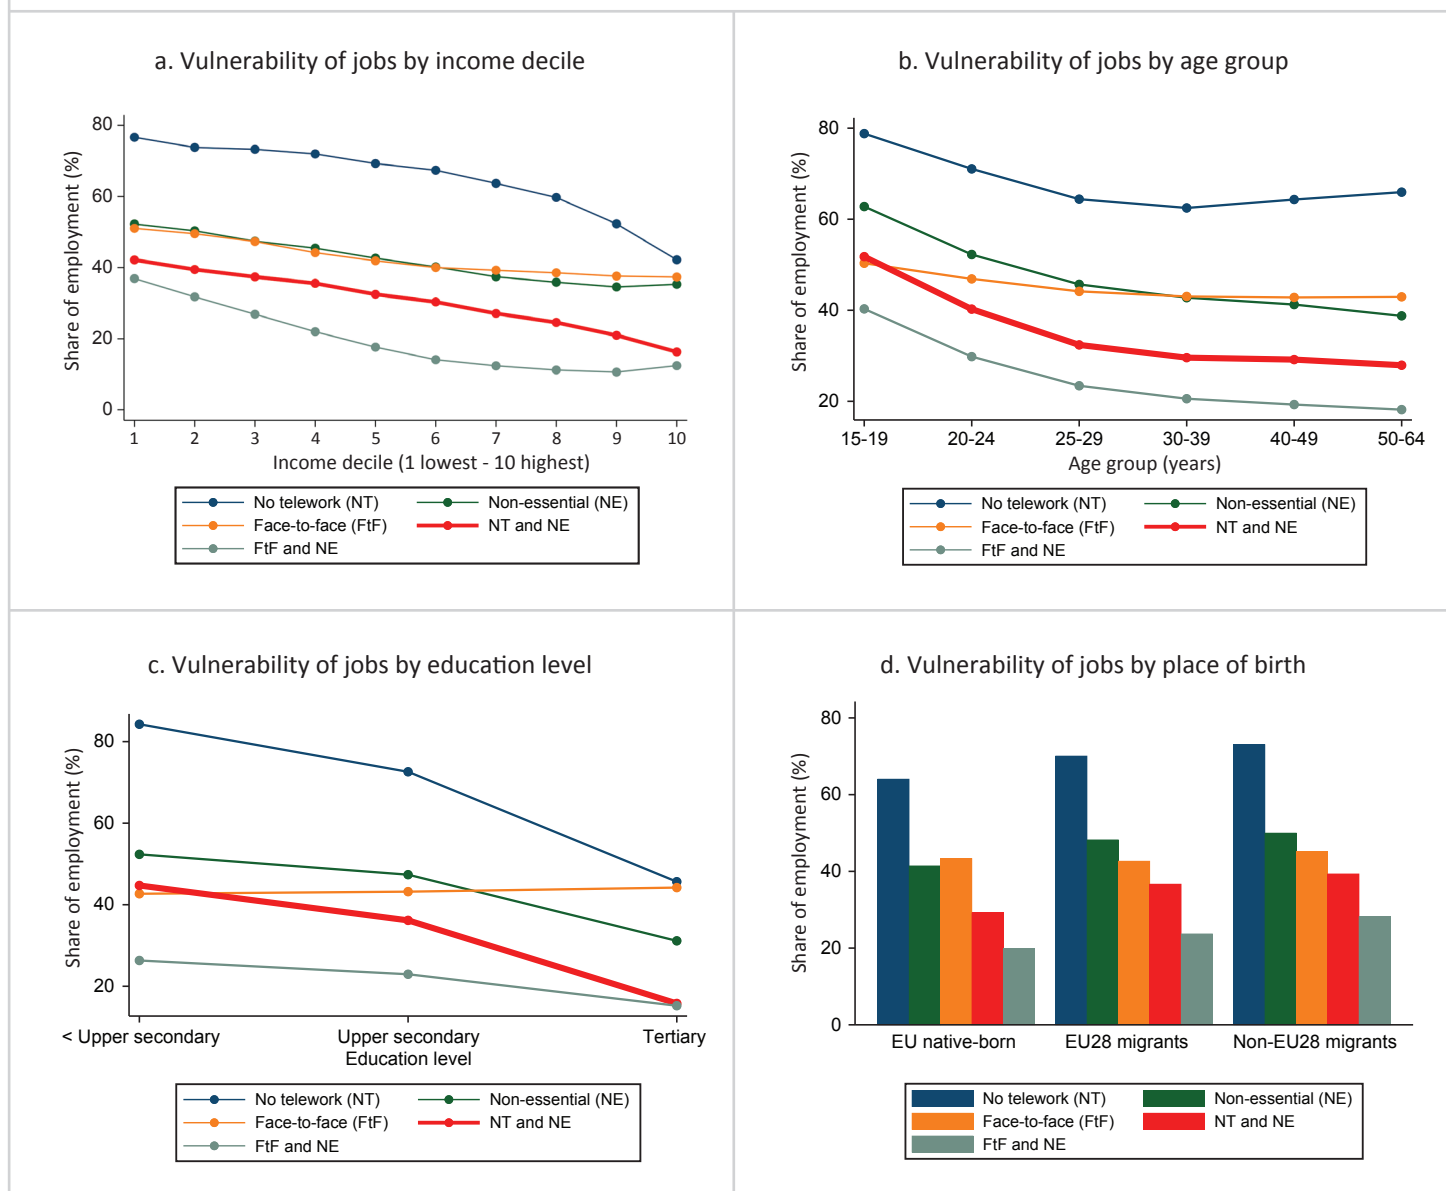 a. Vulnerability of jobs by income decile
Share of employment (%)
80
60
40
20
0
1 2 3 4 5 6 7 8 9 10
Income decile (1 lowest - 10 highest)
No telework (NT) Non-essential (NE)
Face-to-face (FtF) NT and NE
FtF and NE
b. Vulnerability of jobs by age group
Share of employment (%)
80
60
40
20
15-19 20-24 25-29 30-39 40-49 50-64
Age group (years)
No telework (NT) Non-essential (NE)
Face-to-face (FtF) NT and NE
FtF and NE
c. Vulnerability of jobs by education level
Share of employment (%)
80
60
40
20
< Upper secondary Upper secondary Tertiary
Education level
No telework (NT) Non-essential (NE)
Face-to-face (FtF) NT and NE
FtF and NE
d. Vulnerability of jobs by place of birth
Share of employment (%)
80
60
40
20
0
EU native-born EU28 migrants Non-EU28 migrants
No telework (NT) Non-essential (NE)
Face-to-face (FtF) NT and NE
FtF and NE